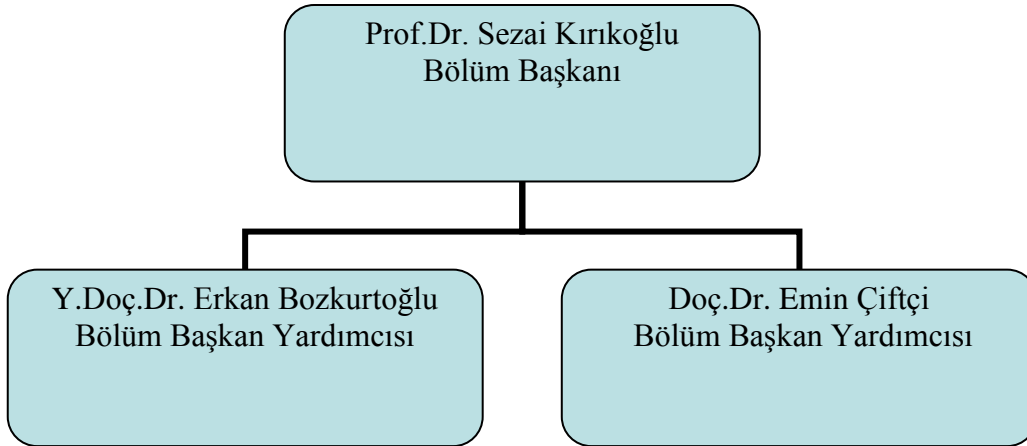 Prof.Dr. Sezai Kırıkoğlu
Bölüm Başkanı
Y.Doç.Dr. Erkan Bozkurtoğlu
Bölüm Başkan Yardımcısı
Doç.Dr. Emin Çiftçi
Bölüm Başkan Yardımcısı